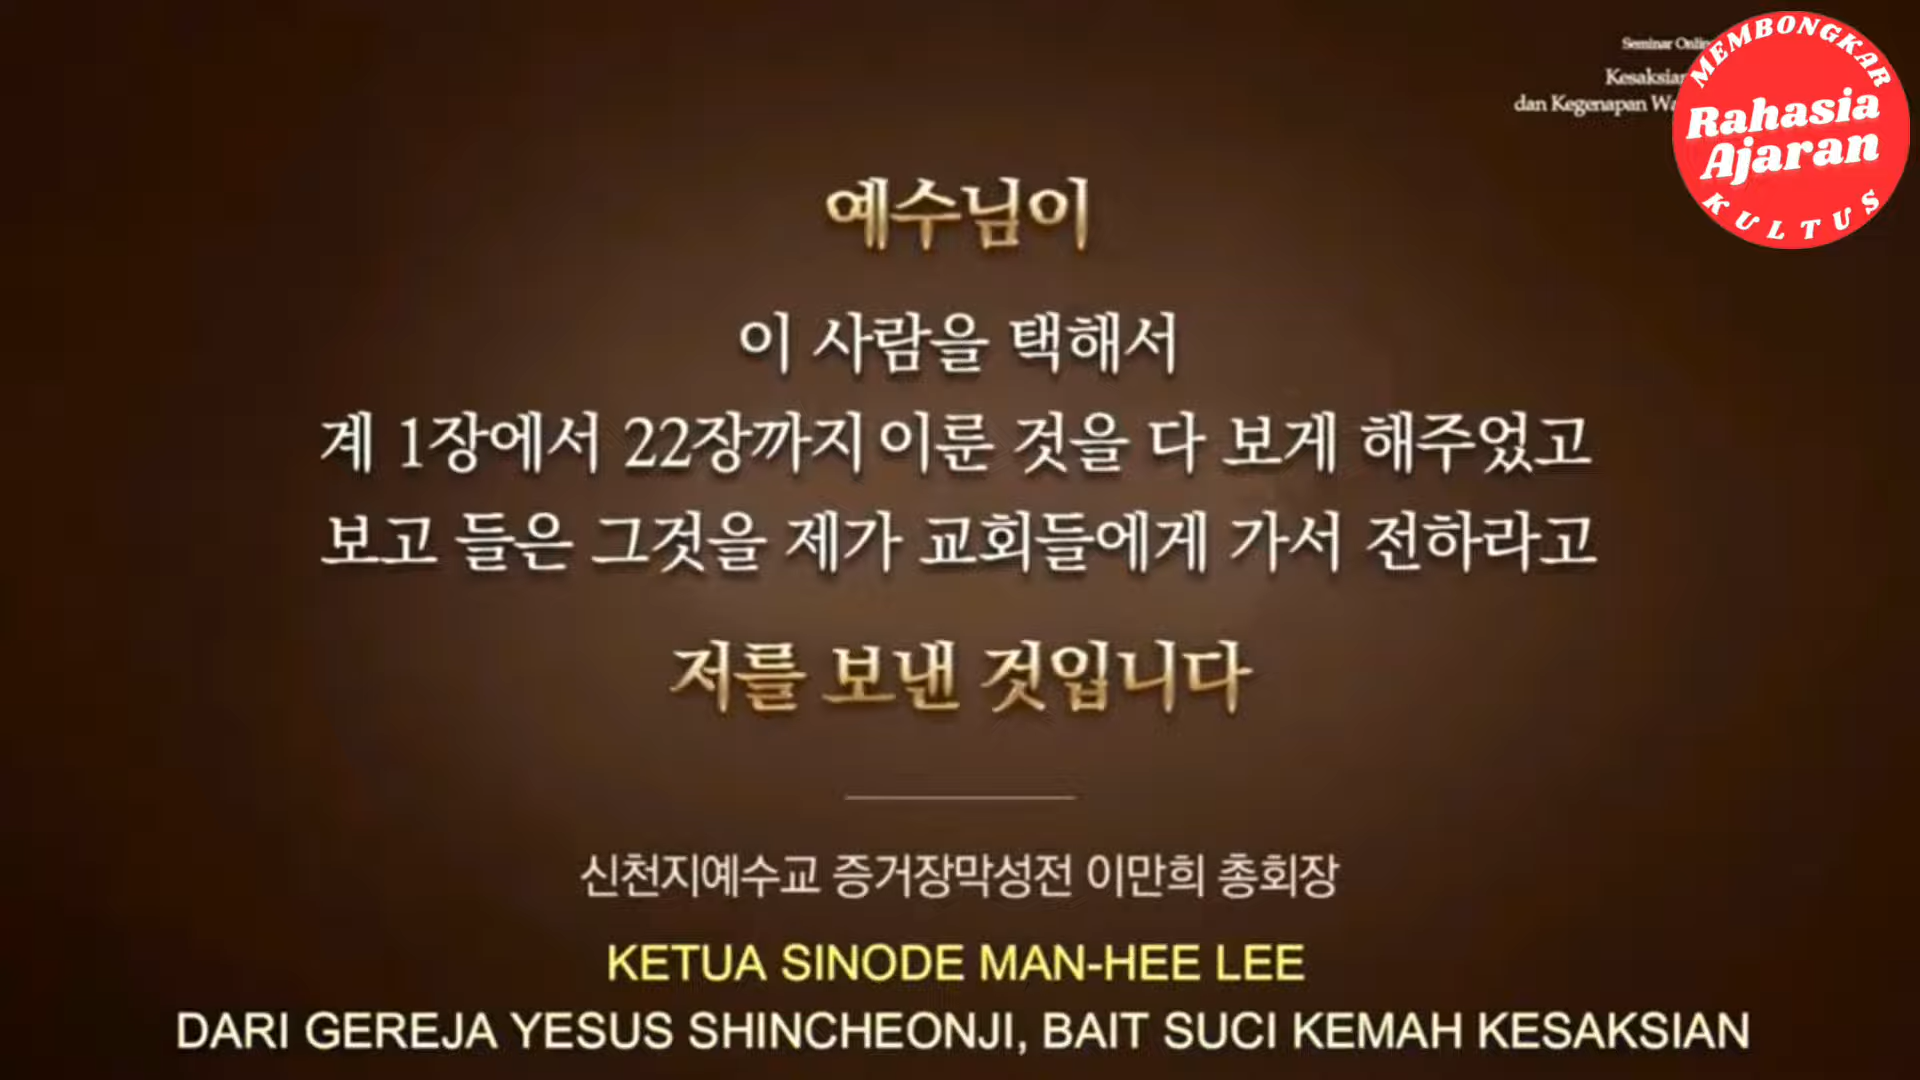 Seminar Onlin
Kesaksian
dan Kegenapan Wa
MEMBONGKAR
Rahasia
Ajaran
KULTUS
예수님이
이 사람을 택해서
계 1장에서 22장까지 이룬 것을 다 보게 해주었고
보고 들은 그것을 제가 교회들에게 가서 전하라고
저를 보낸 것입니다
신천지예수교 증거장막성전 이만희 총회장
KETUA SINODE MAN-HEE LEE
DARI GEREJA YESUS SHINCHEONJI, BAIT SUCI KEMAH KESAKSIAN